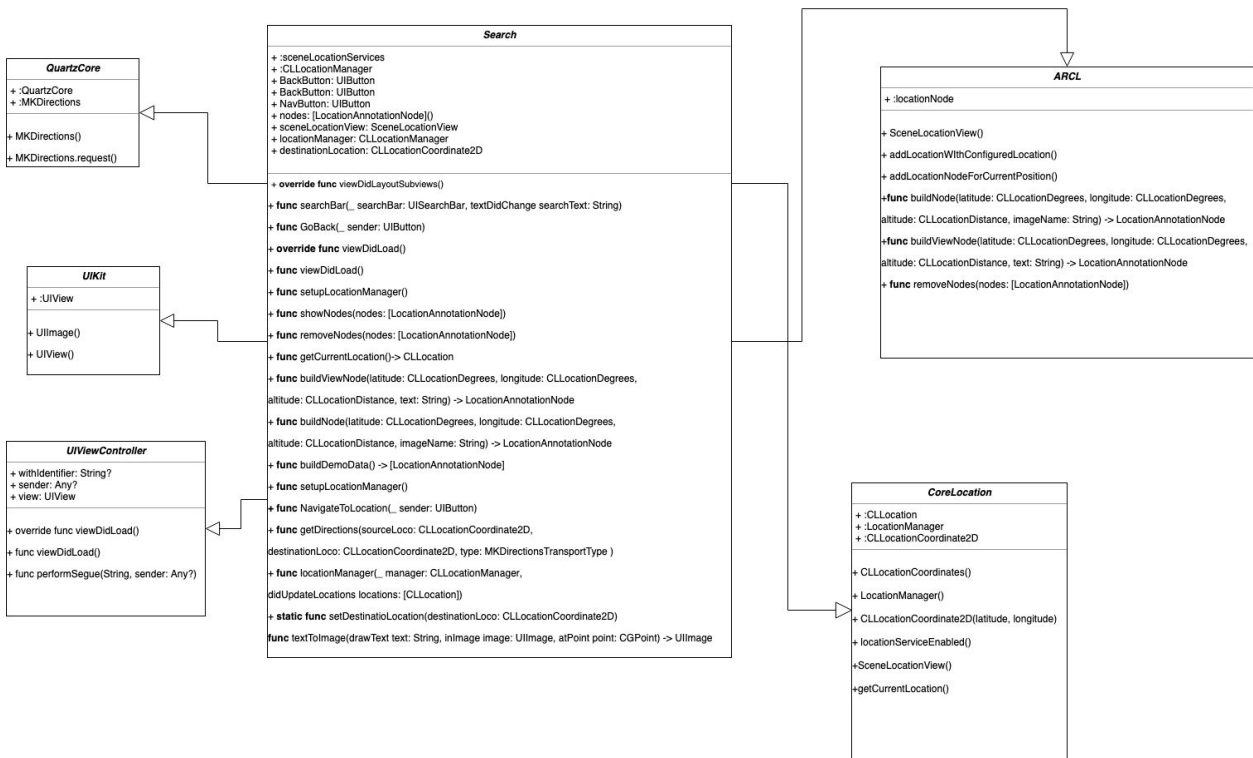 Search
+ :sceneLocationServices
+ :CLLocationManager
+ BackButton: UIButton
+ BackButton: UIButton
+ NavButton: UIButton
+ nodes: [LocationAnnotationNode]()
+ sceneLocationView: SceneLocationView
+ locationManager: CLLocationManager
+ destinationLocation: CLLocationCoordinate2D
+ override func viewDidLayoutSubviews()
+ func searchBar(_ searchBar: UISearchBar, textDidChange searchText: String)
+ func GoBack(_ sender: UIButton)
+ override func viewDidLoad()
+ func viewDidLoad()
+ func setupLocationManager()
+ func showNodes(nodes: [LocationAnnotationNode])
+ func removeNodes(nodes: [LocationAnnotationNode])
+ func getCurrentLocation()-> CLLocation
+ func buildViewNode(latitude: CLLocationDegrees, longitude: CLLocationDegrees,
altitude: CLLocationDistance, text: String) -> LocationAnnotationNode
+ func buildNode(latitude: CLLocationDegrees, longitude: CLLocationDegrees,
altitude: CLLocationDistance, imageName: String) -> LocationAnnotationNode
+ func buildDemoData() -> [LocationAnnotationNode]
+ func setupLocationManager()
+ func NavigateToLocation(_ sender: UIButton)
+ func getDirections(sourceLoco: CLLocationCoordinate2D,
destinationLoco: CLLocationCoordinate2D, type: MKDirectionsTransportType )
+ func locationManager(_ manager: CLLocationManager,
didUpdateLocations locations: [CLLocation])
+ static func setDestinatioLocation(destinationLoco: CLLocationCoordinate2D)
func textToImage(drawText text: String, inImage image: UIImage, atPoint point: CGPoint) -> UIImage
QuartzCore
+ :QuartzCore
+ :MKDirections
+ MKDirections()
+ MKDirections.request()
UIKit
+ :UIView
+ UIImage()
+ UIView()
UIViewController
+ withIdentifier: String?
+ sender: Any?
+ view: UIView
+ override func viewDidLoad()
+ func viewDidLoad()
+ func performSegue(String, sender: Any?)
ARCL
+ :locationNode
+ SceneLocationView()
+ addLocationWIthConfiguredLocation()
+ addLocationNodeForCurrentPosition()
+func buildNode(latitude: CLLocationDegrees, longitude: CLLocationDegrees,
altitude: CLLocationDistance, imageName: String) -> LocationAnnotationNode
+func buildViewNode(latitude: CLLocationDegrees, longitude: CLLocationDegrees,
altitude: CLLocationDistance, text: String) -> LocationAnnotationNode
+ func removeNodes(nodes: [LocationAnnotationNode])
CoreLocation
+ :CLLocation
+ :LocationManager
+ :CLLocationCoordinate2D
+ CLLocationCoordinates()
+ LocationManager()
+ CLLocationCoordinate2D(latitude, longitude)
+ locationServiceEnabled()
+SceneLocationView()
+getCurrentLocation()